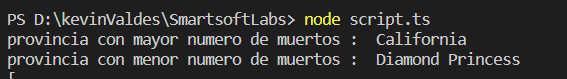 PS D:\kevinValdes\SmartsoftLabs> node script.ts
provincia con mayor numero de muertos :  California
provincia con menor numero de muertos :  Diamond Princess
[